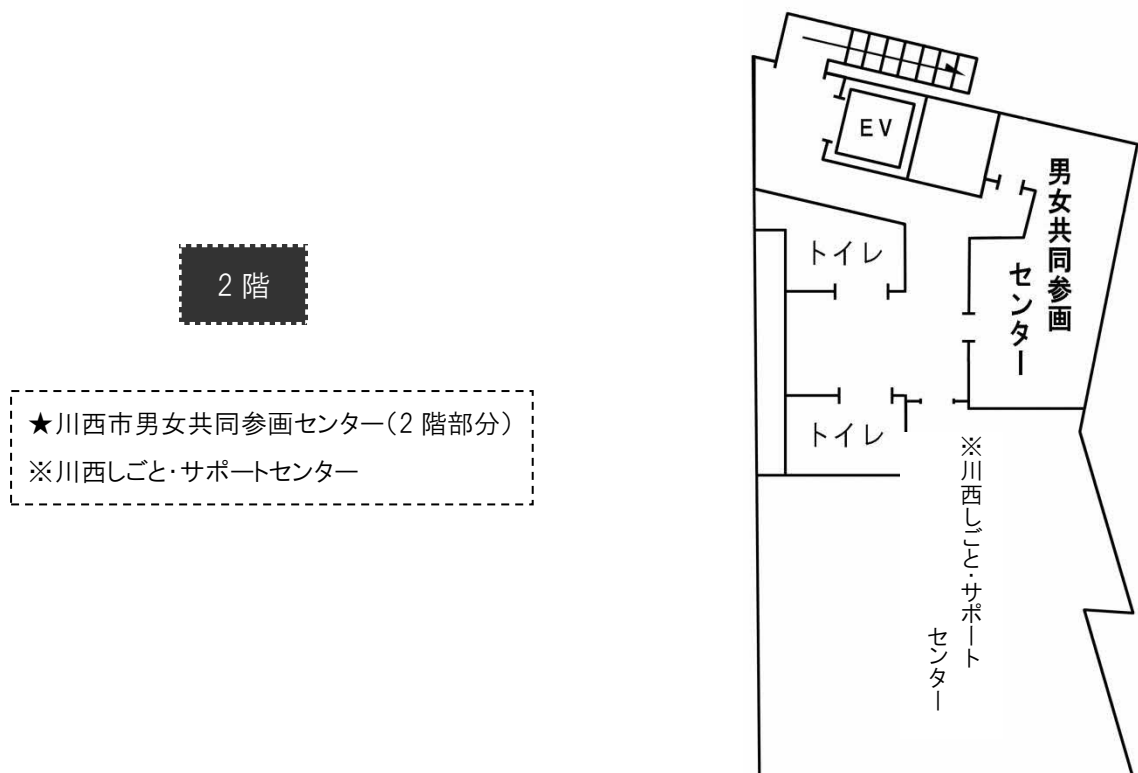 2階
★川西市男女共同参画センター(2階部分)
※川西しごと・サポートセンター
EV
男女共同参画
センター
トイレ
トイレ
※川西しごと・サポート
センター